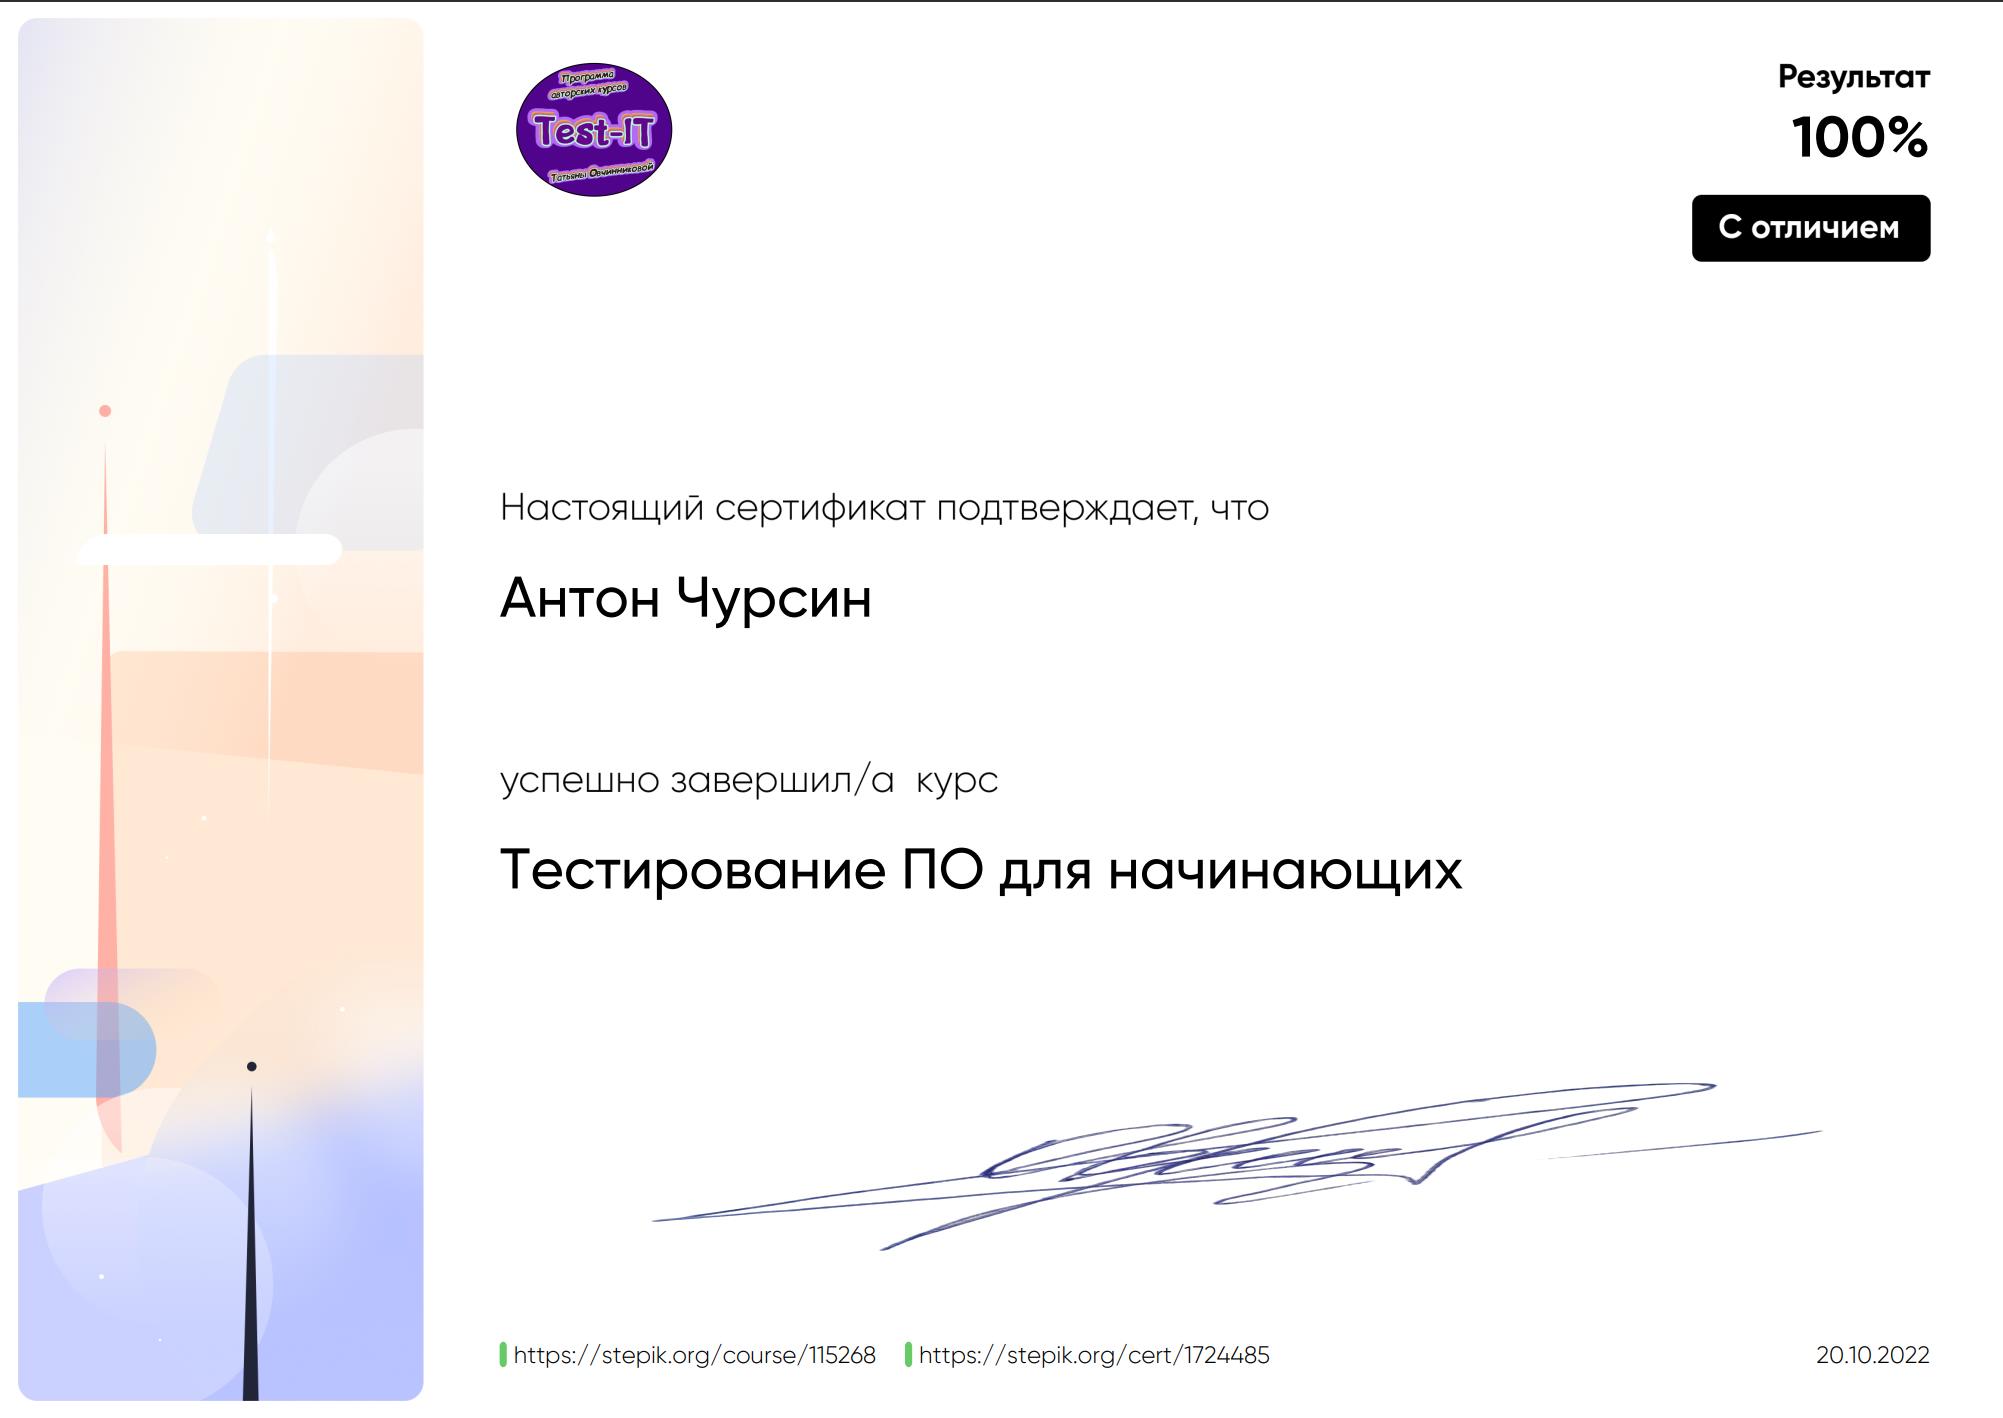 Программа
авторских курсов
Test-IT
Татьяны Овчинниковой
Результат
100%
С отличием
Настоящий сертификат подтверждает, что
Антон Чурсин
успешно завершил/а курс
Тестирование ПО для начинающих
https://stepik.org/course/115268 https://stepik.org/cert/1724485
20.10.2022